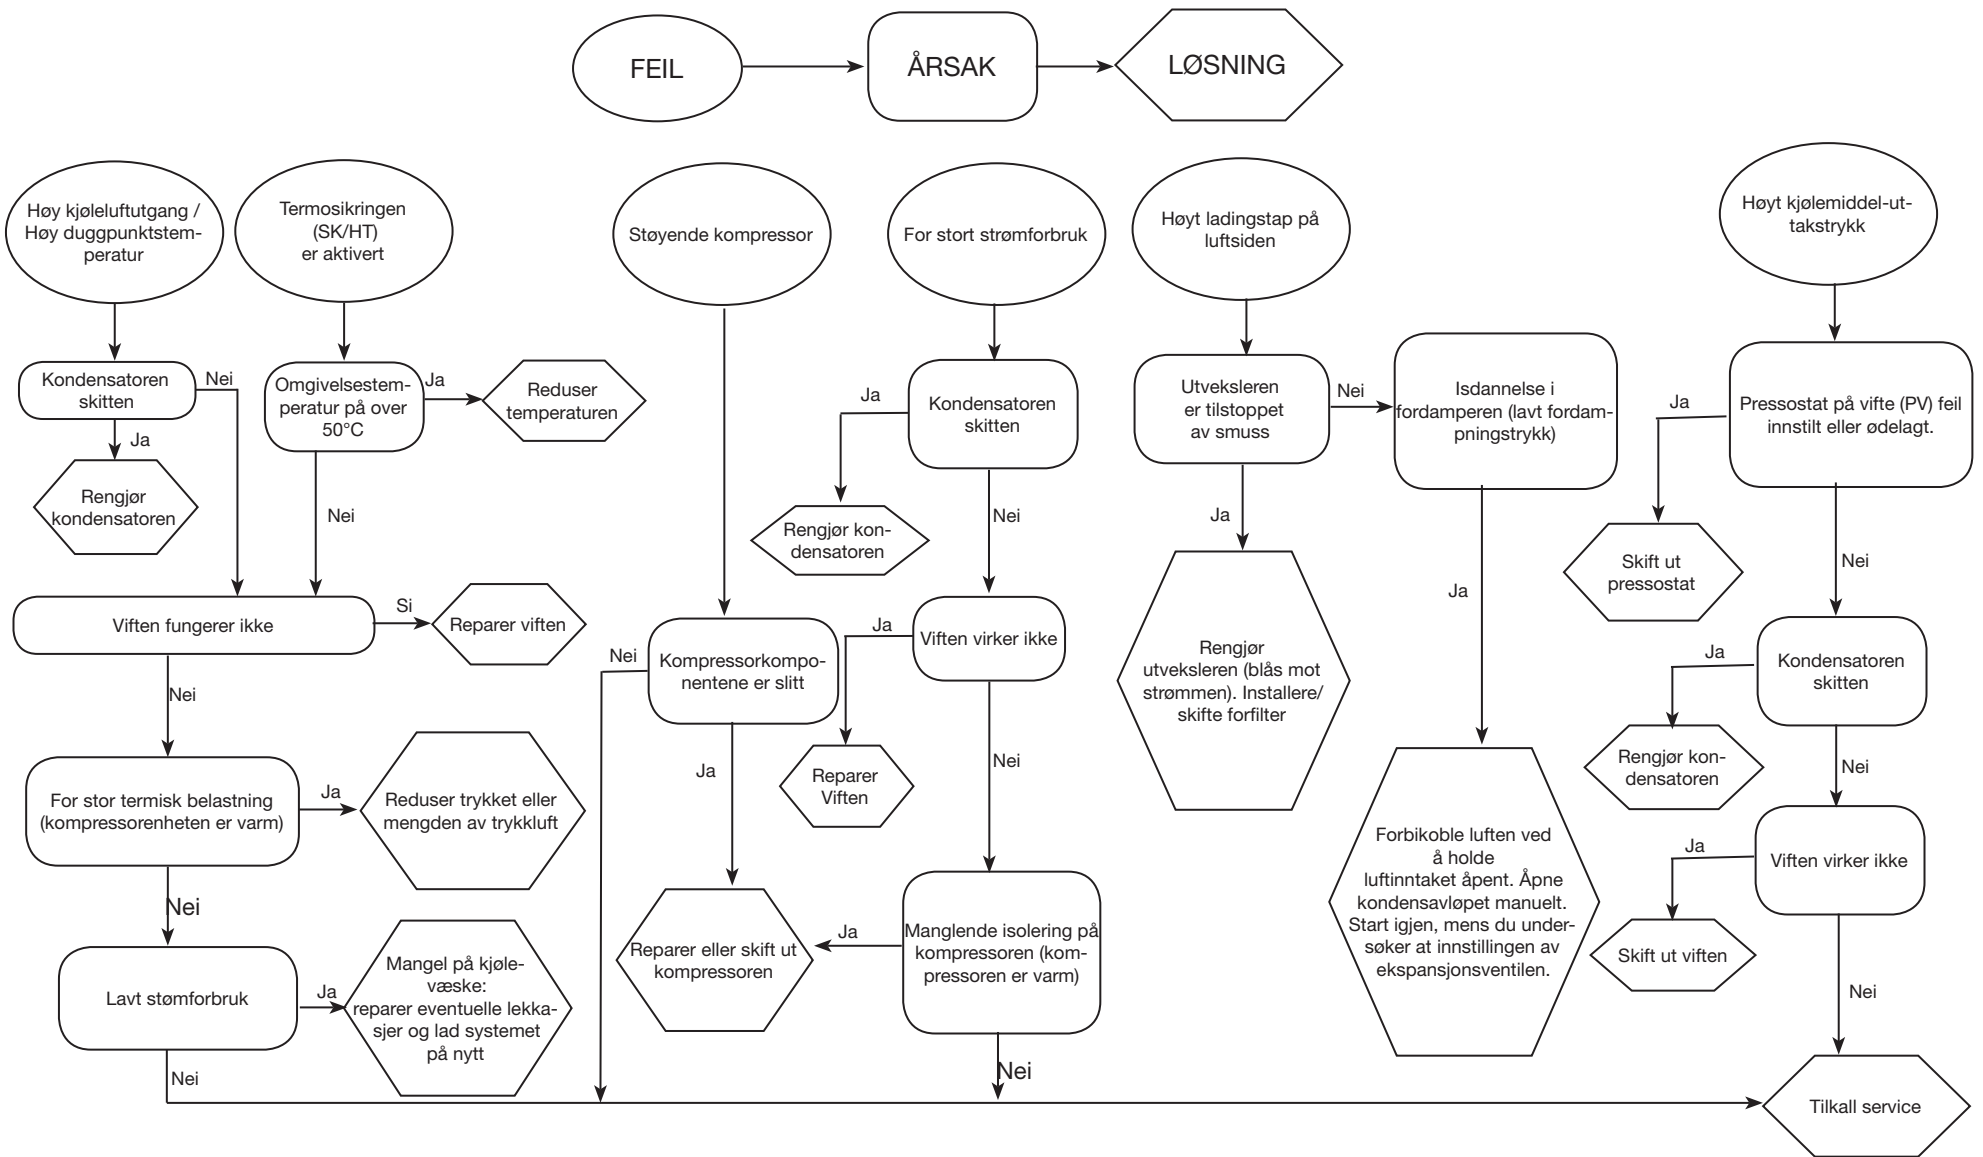 FEIL
ÅRSAK
LØSNING
Høy kjøleluftutgang /
Høy duggpunktstem-
peratur
Termosikringen
(SK/HT)
er aktivert
Støyende kompressor
For stort strømforbruk
Høyt ladingstap på
luftsiden
Høyt kjølemiddel-ut-
takstrykk
Kondensatoren
skitten
Nei
Ja
Rengjør
kondensatoren
Omgivelsestem-
peratur på over
50°C
Ja
Reduser
temperaturen
Nei
Viften fungerer ikke
Si
Reparer viften
Nei
For stor termisk belastning
(kompressorenheten er varm)
Ja
Reduser trykket eller
mengden av trykkluft
Nei
Lavt stømforbruk
Ja
Mangel på kjøle-
væske:
reparer eventuelle lekka-
sjer og lad systemet
på nytt
Nei
Kompressorkompo-
nentene er slitt
Nei
Ja
Reparer eller skift ut
kompressoren
Kondensatoren
skitten
Ja
Rengjør kon-
densatoren
Nei
Viften virker ikke
Ja
Reparer
Viften
Nei
Manglende isolering på
kompressoren (kom-
pressoren er varm)
Ja
Nei
Utveksleren
er tilstoppet
av smuss
Nei
Ja
Rengjør
utveksleren (blås mot
strømmen). Installere/
skifte forfilter
Isdannelse i
fordamperen (lavt fordam-
pningstrykk)
Ja
Forbikoble luften ved
å holde
luftinntaket åpent. Åpne
kondensavløpet manuelt.
Start igjen, mens du under-
søker at innstillingen av
ekspansjonsventilen.
Pressostat på vifte (PV) feil
innstilt eller ødelagt.
Ja
Skift ut
pressostat
Nei
Kondensatoren
skitten
Ja
Rengjør kon-
densatoren
Nei
Viften virker ikke
Ja
Skift ut viften
Nei
Tilkall service